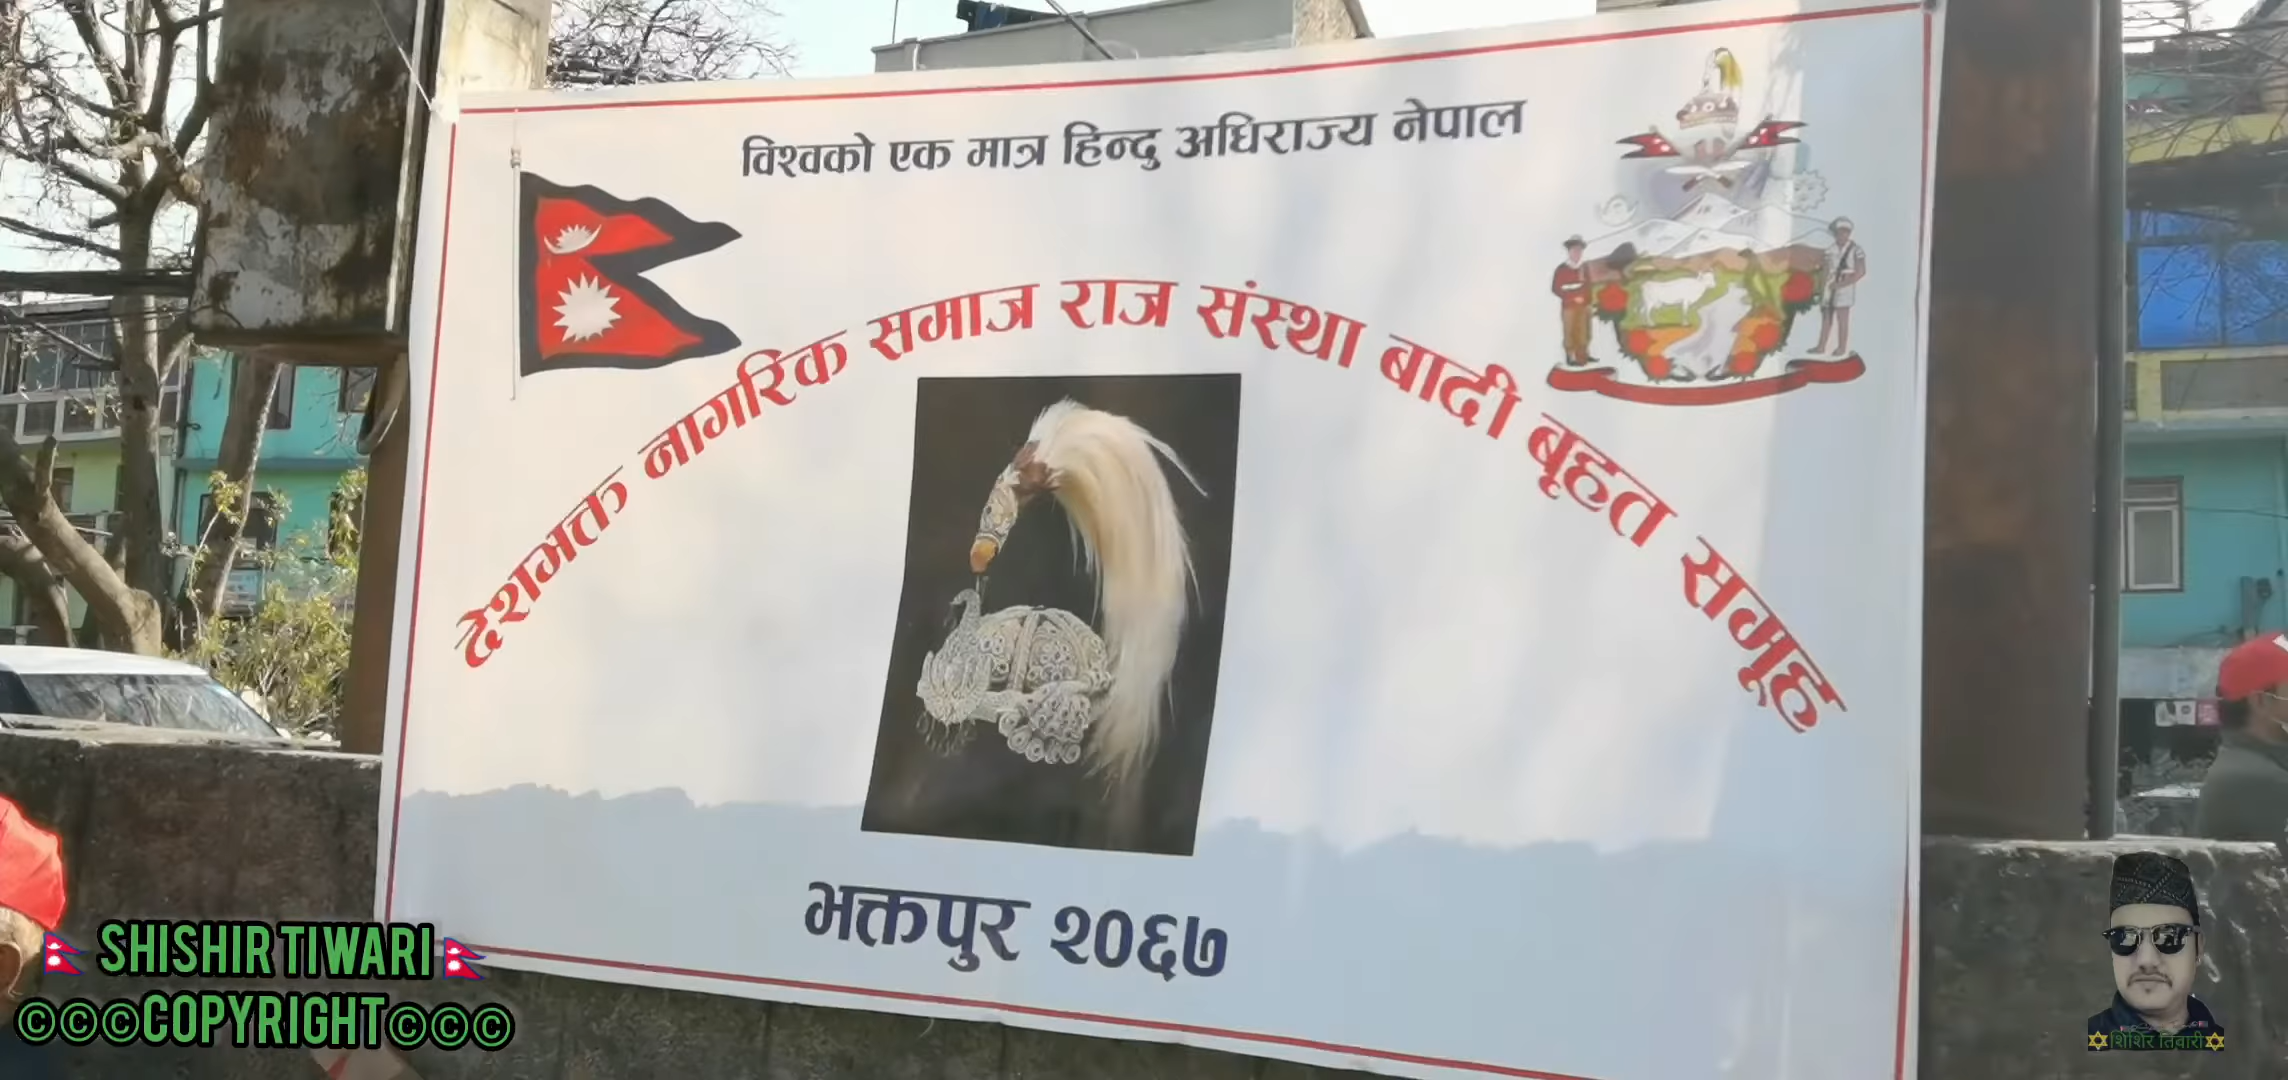 विश्वको एक मात्र हिन्दु अधिराज्य नेपाल
देशभक्त नागरिक समाज राज संस्था बादी बृहत समूह
भक्तपुर २०६७
SHISHIR TIWARI
©©©COPYRIGHT©©©
शिशिर तिवारी